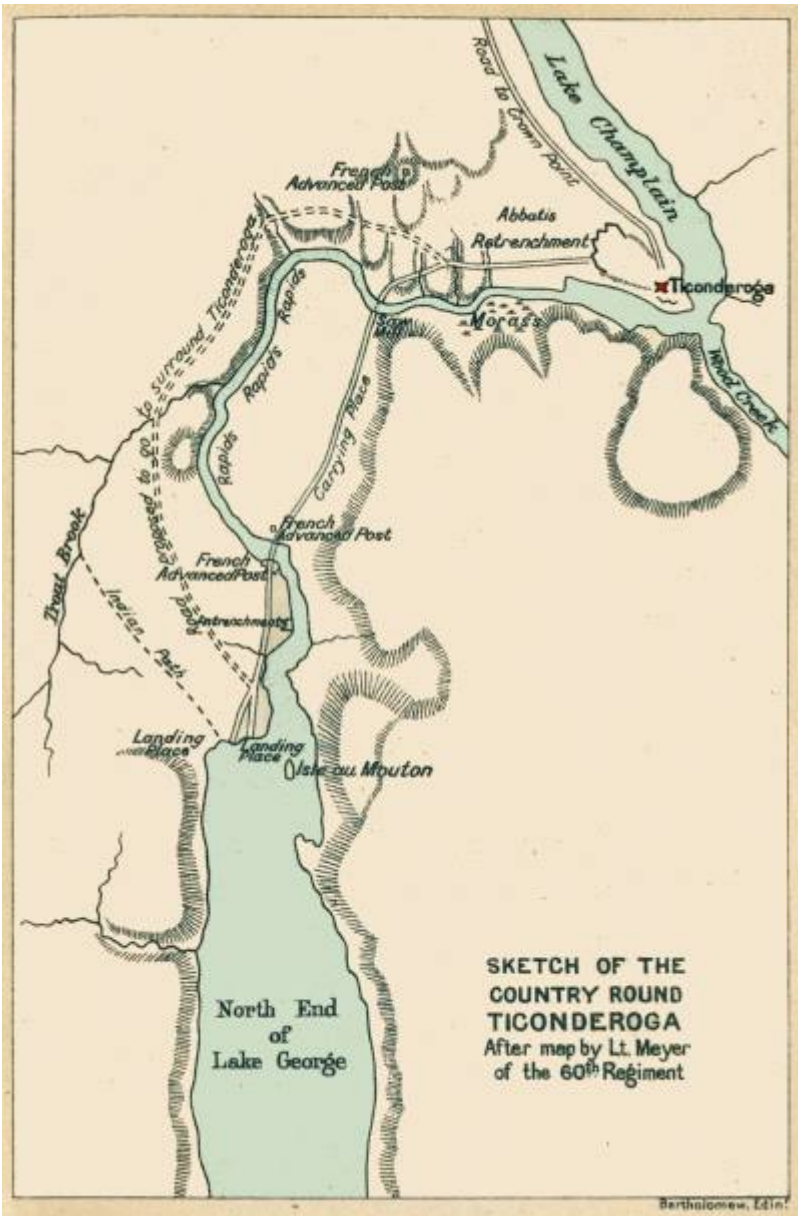 Lake Champlain
Road to Crown Point
French
Advanced Post
Abbatis
Retrenchment
Ticonderoga
Road proposed to go to Surround Ticonderoga
Rapids
Rapids
Rapids
Saw
Mill
Morass
Wood Creek
Carrying Place
French
Advanced Post
French
Advanced Post
Trout Brook
Indian Path
Intrenchments
Landing
Place
Landing
Place
Isle au Mouton
North End
of
Lake George
SKETCH OF THE
COUNTRY ROUND
TICONDEROGA
After map by Lt. Meyer
of the 60th Regiment
Bartholomew, Edinr.